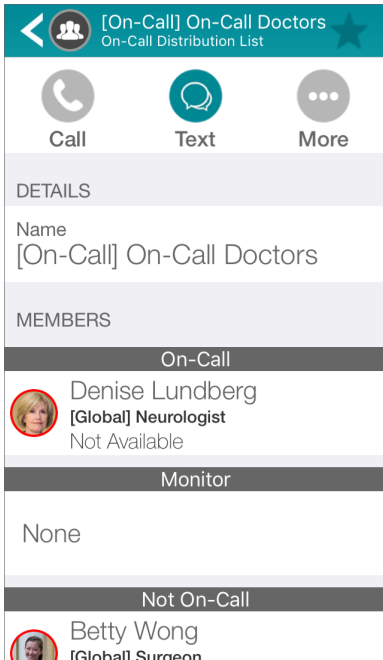 [On-Call] On-Call Doctors
On-Call Distribution List
Call Text More
DETAILS
Name
[On-Call] On-Call Doctors
MEMBERS
On-Call
Denise Lundberg
[Global] Neurologist
Not Available
Monitor
None
Not On-Call
Betty Wong
[Global] Surgeon